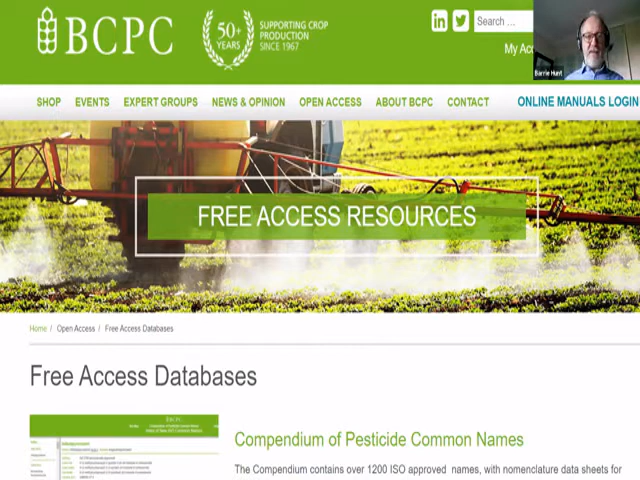 BCPC
50+
YEARS
SUPPORTING CROP
PRODUCTION
SINCE 1967
Search ...
My Acc
Barrie Hunt
SHOP EVENTS EXPERT GROUPS NEWS & OPINION OPEN ACCESS ABOUT BCPC CONTACT ONLINE MANUALS LOGIN
FREE ACCESS RESOURCES
Home / Open Access / Free Access Databases
Free Access Databases
BCPC
Compendium of Pesticide Common Names
The Compendium contains over 1200 ISO approved names, with nomenclature data sheets for